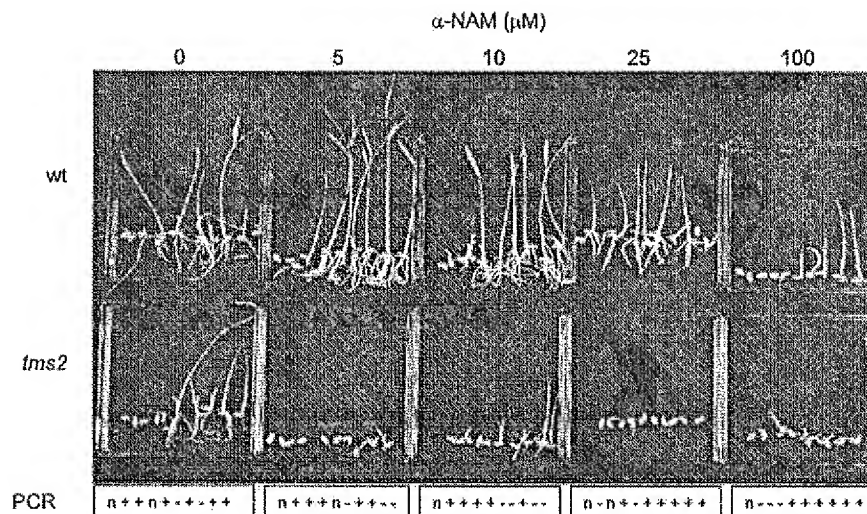 α-NAM (μM)
0 5 10 25 100
wt
tms2
PCR n++n+-+-++ n+++n-+-+-- n++++--+-- n-n+-+++++ n---++++++